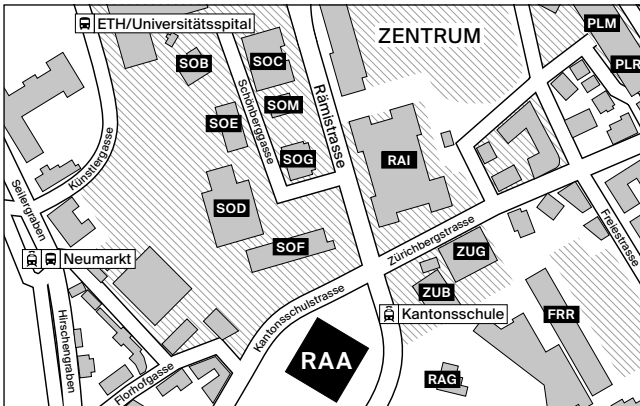 ETH/Universitätsspital
ZENTRUM
PLM
PLR
SOB
SOC
SOM
SOE
SOG
RAI
Schönberggasse
Rämistrasse
Künstlergasse
Seilergraben
SOD
SOF
Zürichbergstrasse
ZUG
ZUB
Freiestrasse
Neumarkt
Kantonsschule
FRR
Hirschengraben
Kantonsschulstrasse
RAA
RAG
Florhofgasse